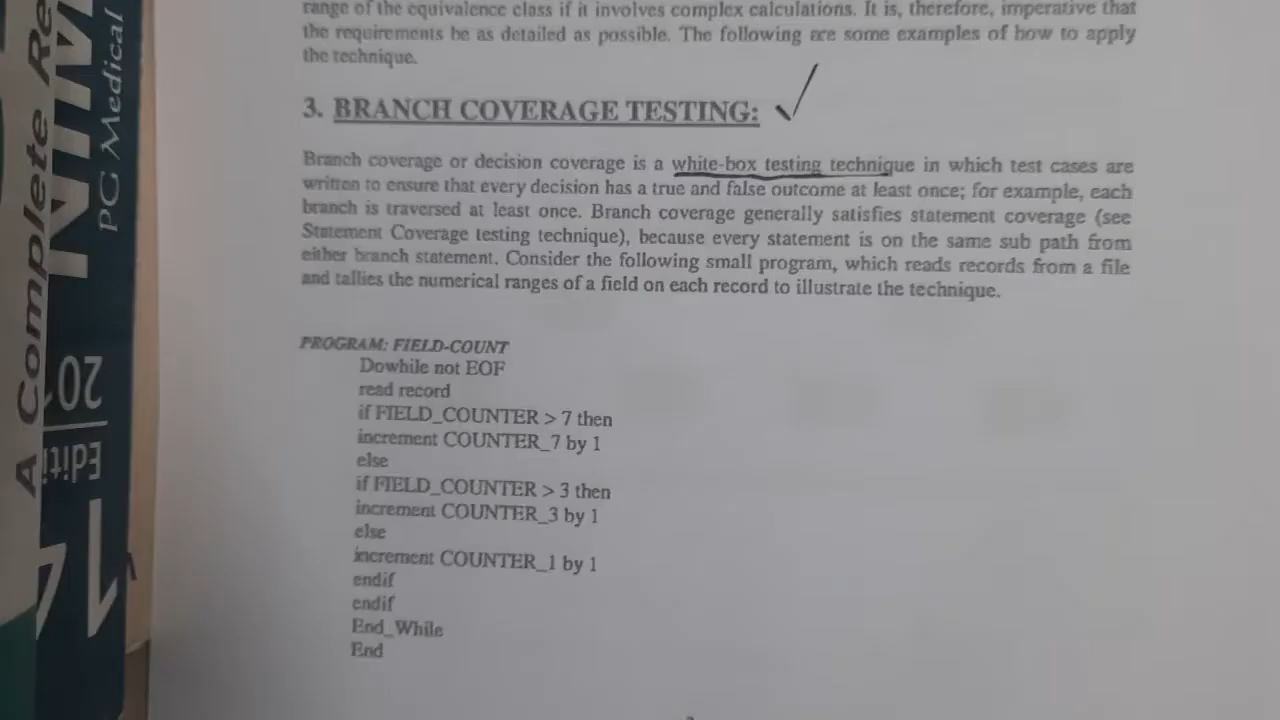 A Complete Re
PG Medical
20
Editi
range of the equivalence class if it involves complex calculations. It is, therefore, imperative that
the requirements be as detailed as possible. The following are some examples of how to apply
the technique.
3. BRANCH COVERAGE TESTING:
Branch coverage or decision coverage is a white-box testing technique in which test cases are
written to ensure that every decision has a true and false outcome at least once; for example, each
branch is traversed at least once. Branch coverage generally satisfies statement coverage (see
Statement Coverage testing technique), because every statement is on the same sub path from
either branch statement. Consider the following small program, which reads records from a file
and tallies the numerical ranges of a field on each record to illustrate the technique.
PROGRAM: FIELD-COUNT
Dowhile not EOF
read record
if FIELD_COUNTER > 7 then
increment COUNTER_7 by 1
else
if FIELD_COUNTER > 3 then
increment COUNTER_3 by 1
else
increment COUNTER_1 by 1
endif
endif
End_While
End